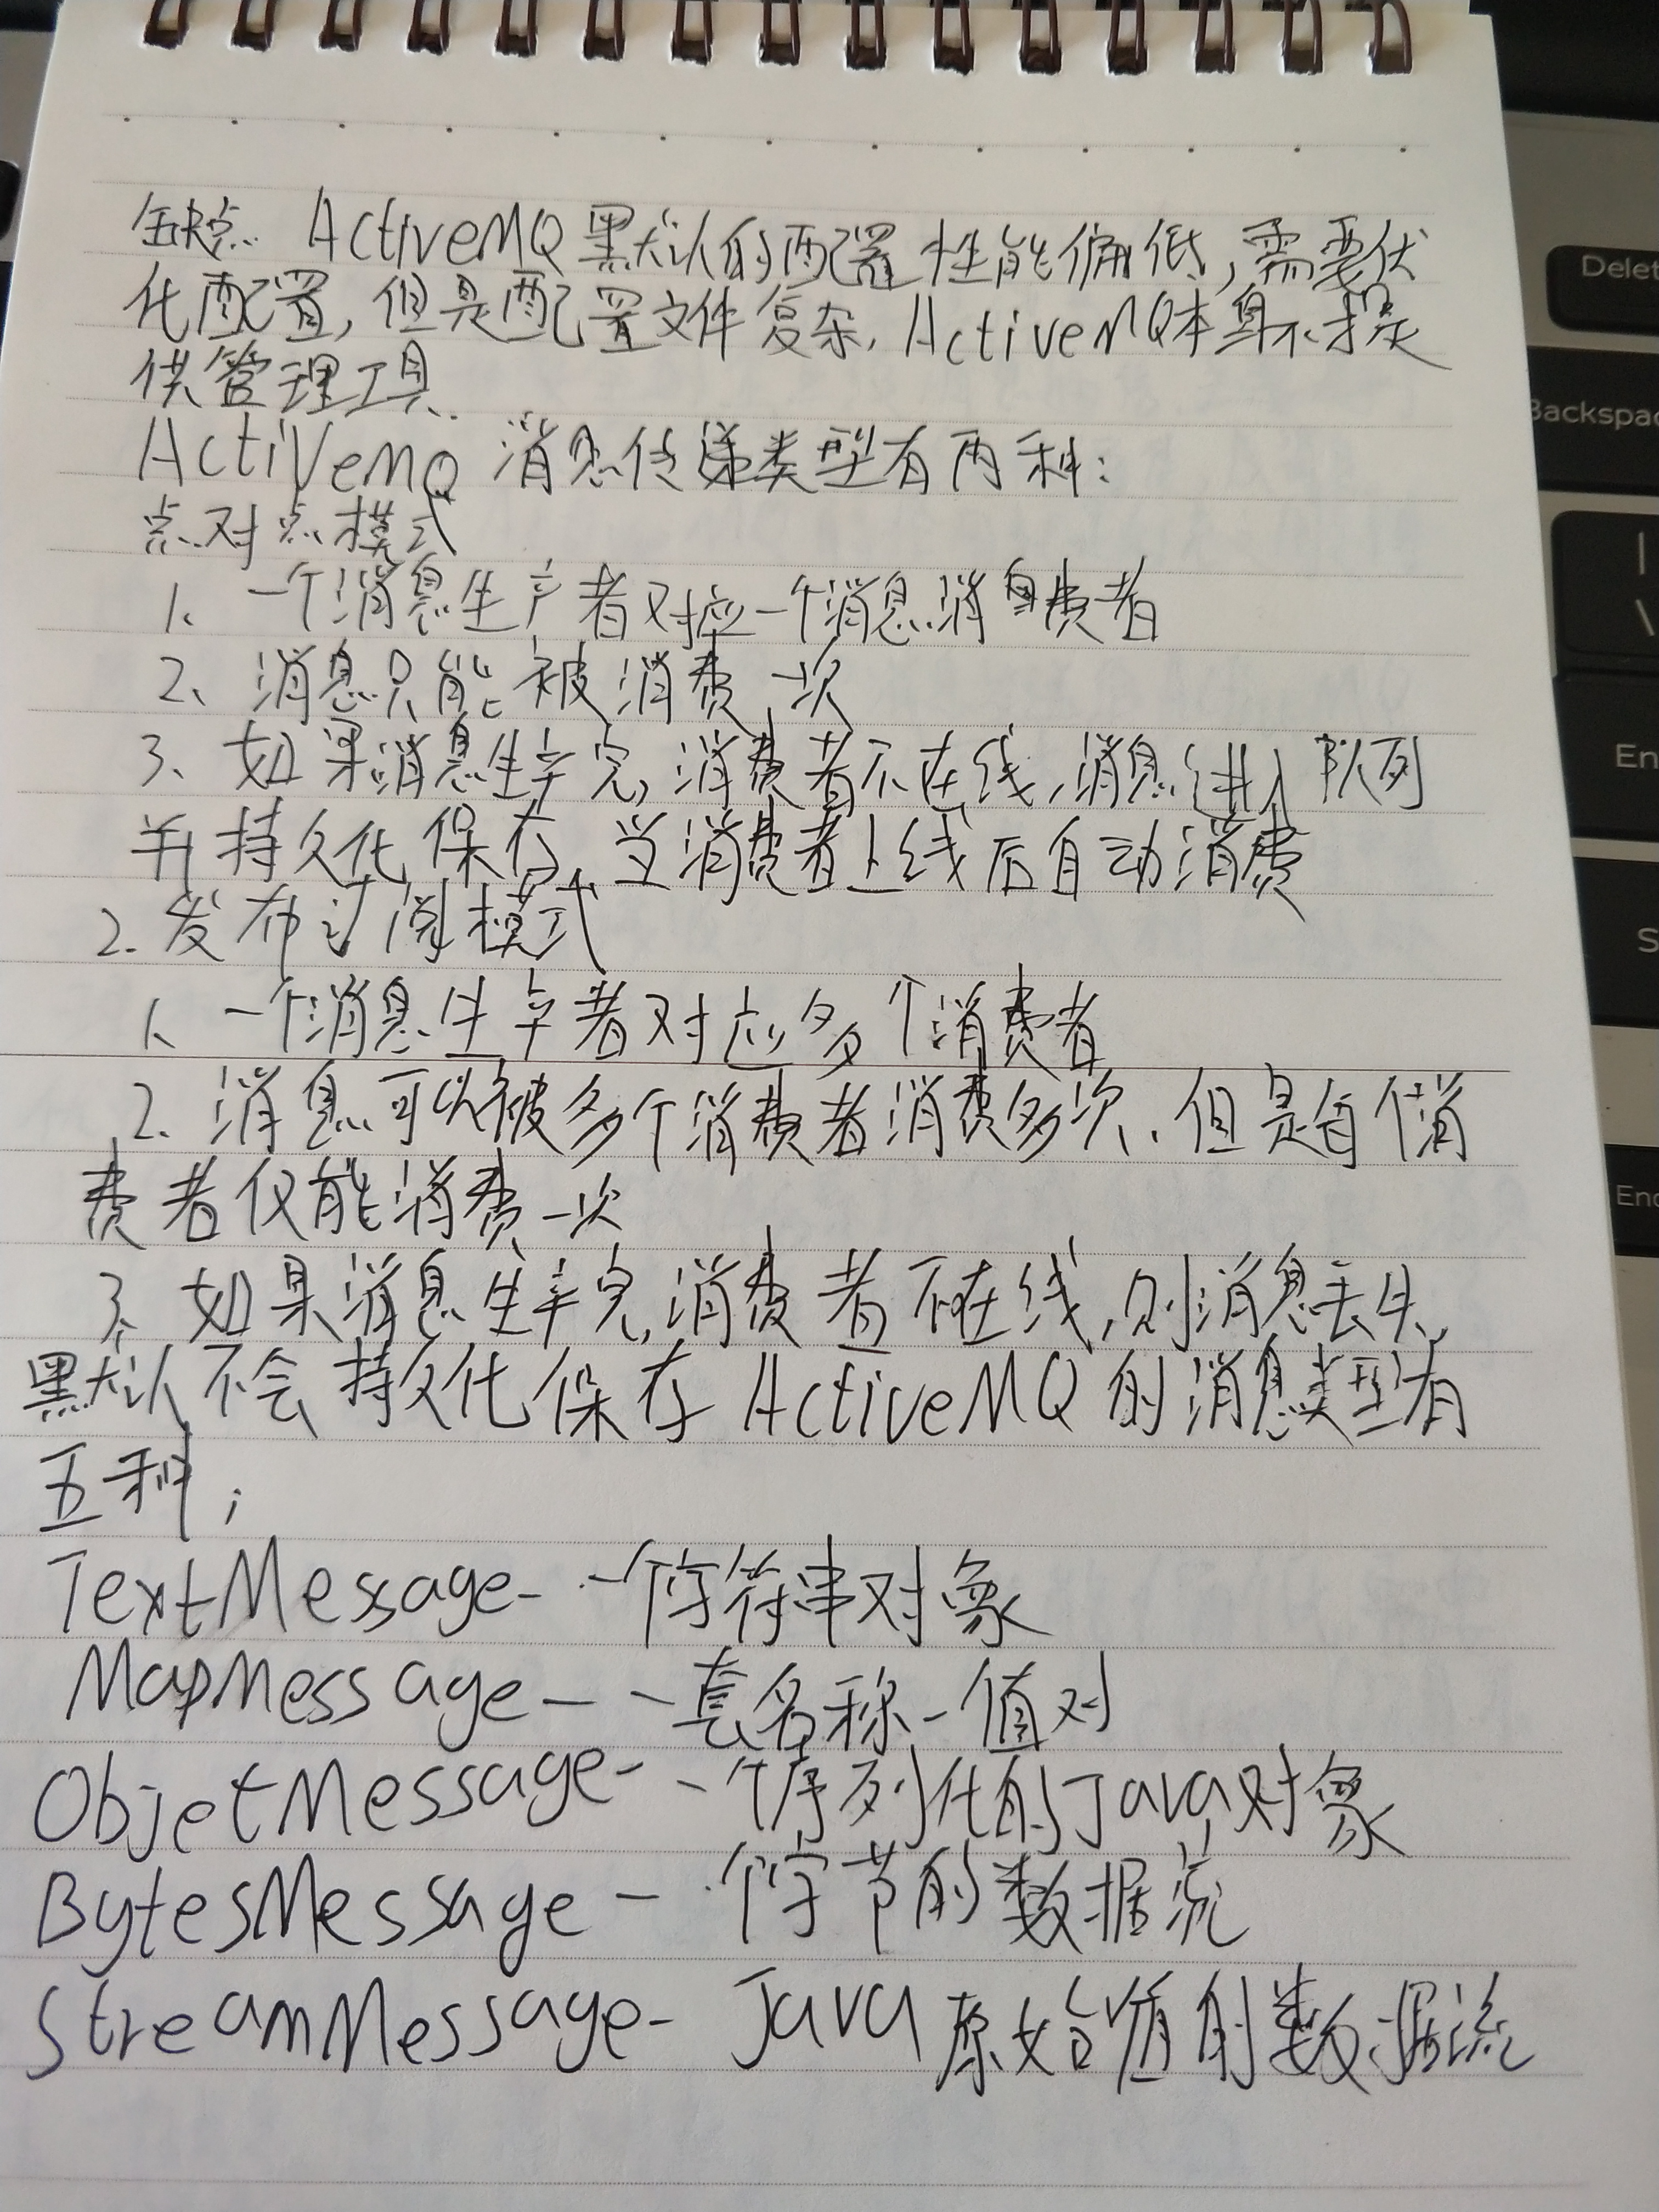 缺点. ActiveMQ默认的配置性能偏低,需要优
化配置,但是配置文件复杂,ActiveMQ本身不提
供管理工具.
ActiVeMQ 消息传递类型有两种:
点对点模式
1、一个消息生产者对应一个消息消费者
2、消息只能被消费一次
3、如果消息生产完,消费者不在线,消息进入队列
并持久化保存,当消费者上线后自动消费
2.发布订阅模式
1、一个消息生产者对应多个消费者
2、消息可以被多个消费者消费多次、但是每个消
费者仅能消费一次
3、如果消息生产完,消费者不在线,则消息丢失,
默认不会持久化保存 ActiveMQ的消息类型有
五种;
TextMessage- 一个字符串对象
MapMessage- 一套名称-值对
ObjetMessage- 一个序列化的Java对象
BytesMessage- 一个字节的数据流
StreamMessage- Java原始值的数据流
Delet
Backspac
|
\
En
S
End